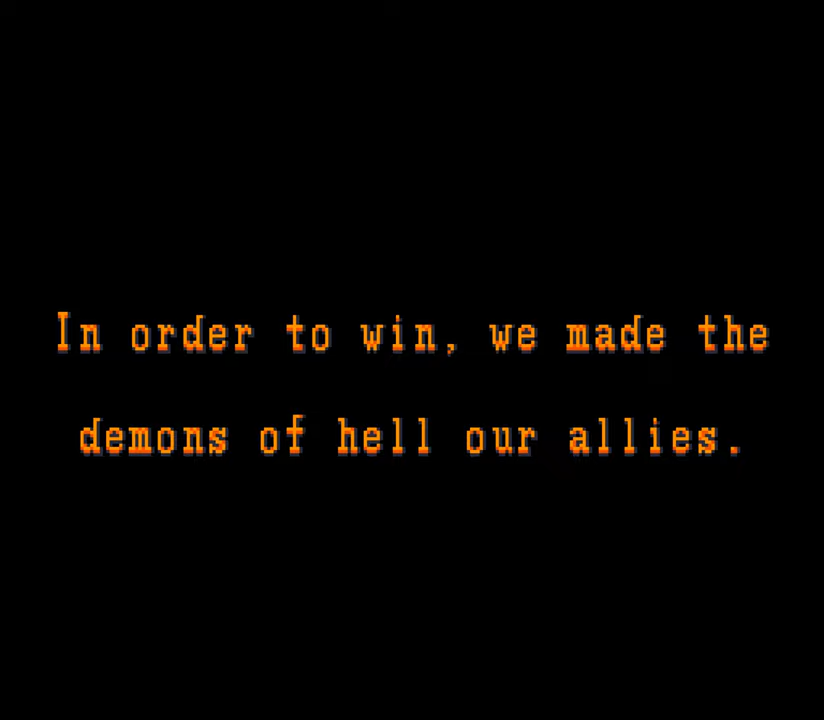 In order to win, we made the
demons of hell our allies.